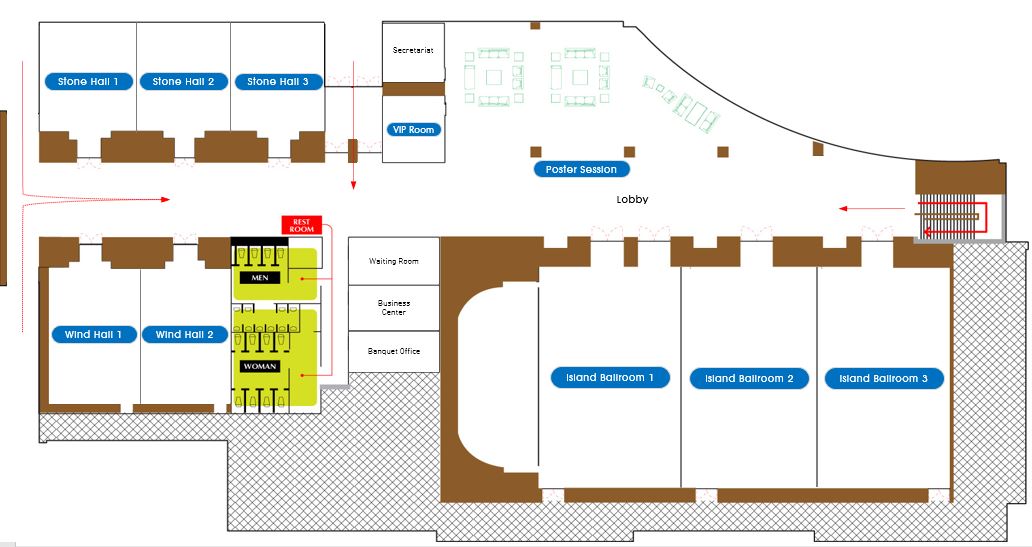 Secretariat
Stone Hall 1
Stone Hall 2
Stone Hall 3
VIP Room
Poster Session
Lobby
REST
ROOM
Waiting Room
MEN
Business
Center
Wind Hall 1
Wind Hall 2
Banquet Office
WOMAN
Island Ballroom 1
Island Ballroom 2
Island Ballroom 3